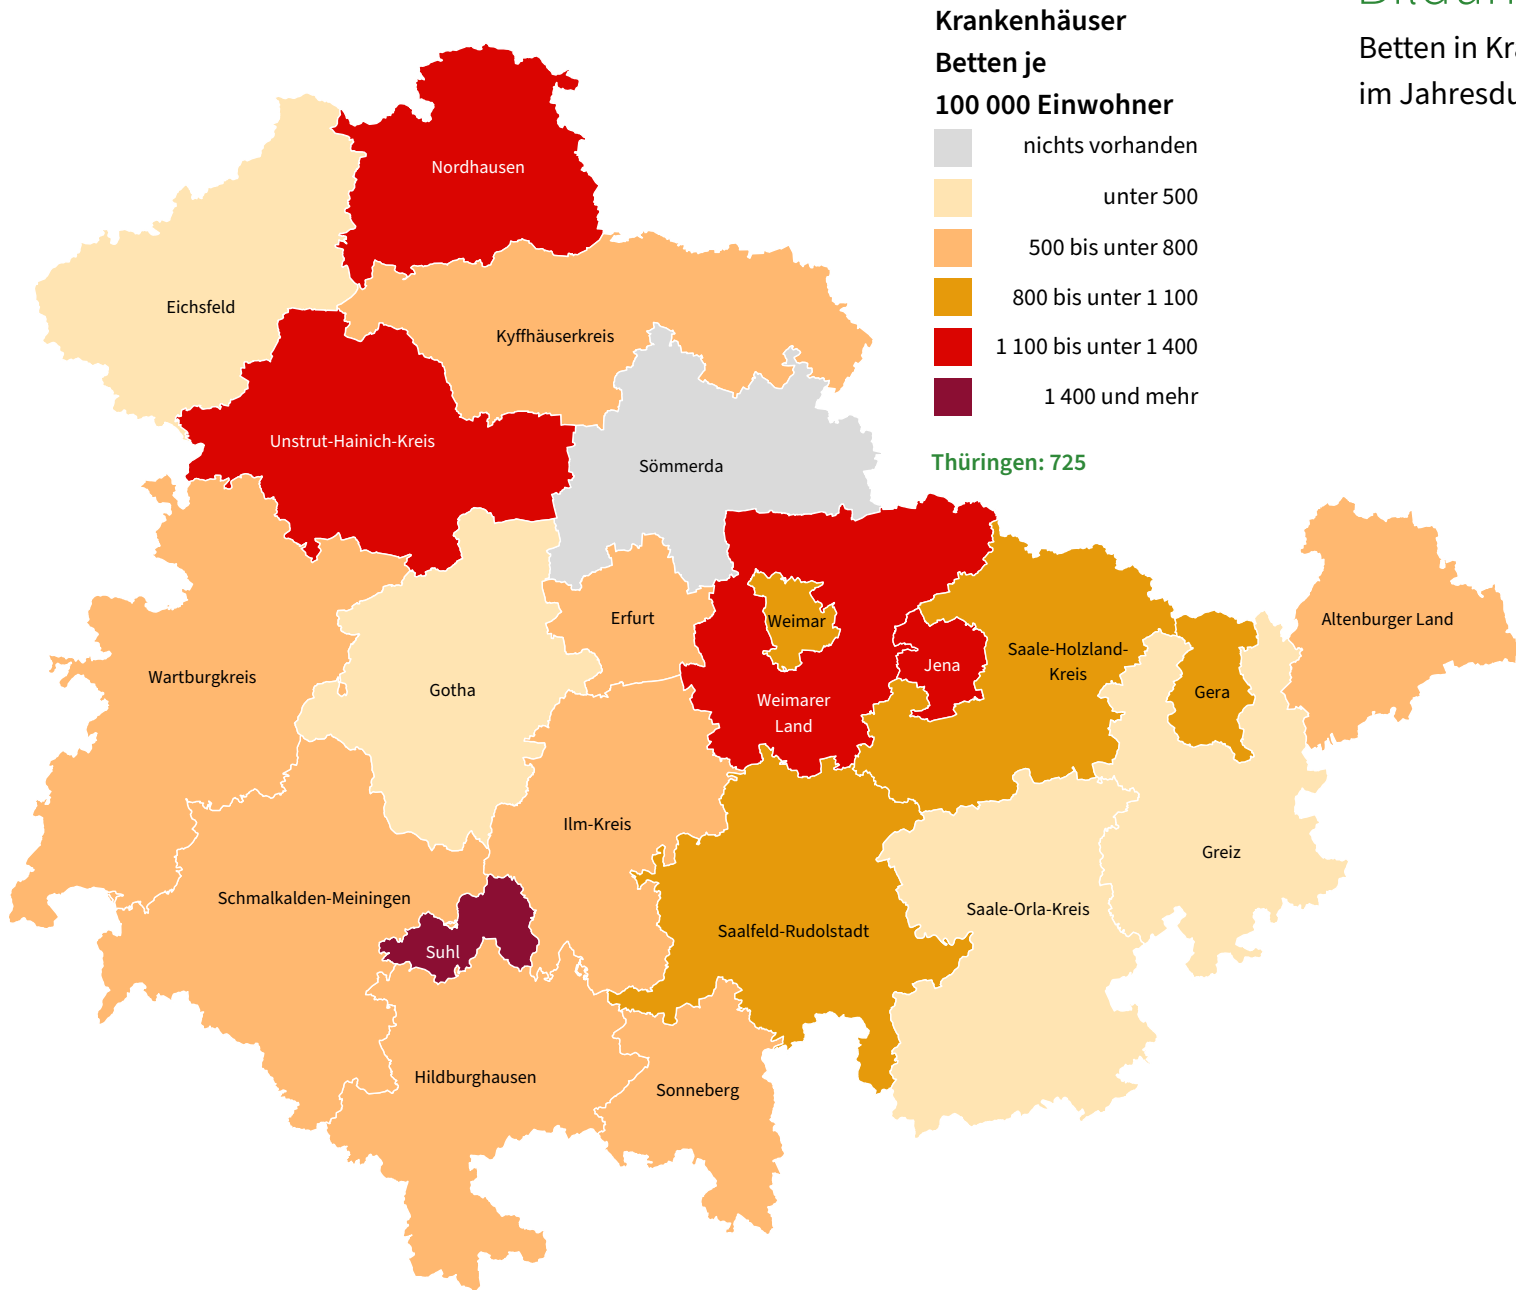 Krankenhäuser
Betten je
100 000 Einwohner
nichts vorhanden
unter 500
500 bis unter 800
800 bis unter 1 100
1 100 bis unter 1 400
1 400 und mehr
Thüringen: 725
Betten in
im
Nordhausen
Eichsfeld
Kyffhäuserkreis
Unstrut-Hainich-Kreis
Sömmerda
Erfurt
Weimar
Altenburger Land
Saale-Holzland-
Kreis
Jena
Wartburgkreis
Gotha
Gera
Weimarer
Land
Ilm-Kreis
Greiz
Schmalkalden-Meiningen
Saale-Orla-Kreis
Saalfeld-Rudolstadt
Suhl
Hildburghausen
Sonneberg